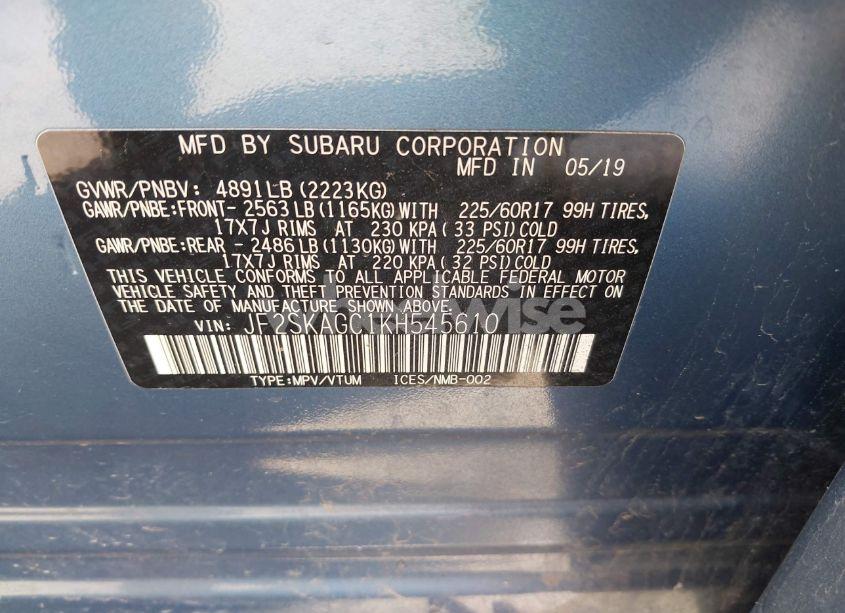 MFD BY SUBARU CORPORATION
MFD IN 05/19
GVWR/PNBV: 4891LB (2223KG)
GAWR/PNBE:FRONT- 2563LB (1165KG) WITH 225/60R17 99H TIRES,
17X7J RIMS AT 230 KPA (33 PSI) COLD
GAWR/PNBE:REAR - 2486LB (1130KG) WITH 225/60R17 99H TIRES,
17X7J RIMS AT 220 KPA (32 PSI) COLD
THIS VEHICLE CONFORMS TO ALL APPLICABLE FEDERAL MOTOR
VEHICLE SAFETY AND THEFT PREVENTION STANDARDS IN EFFECT ON
THE DATE OF MANUFACTURE SHOWN ABOVE.
VIN: JF2SKAGC1KH545610
TYPE:MPV/VTUM ICES/NMB-002